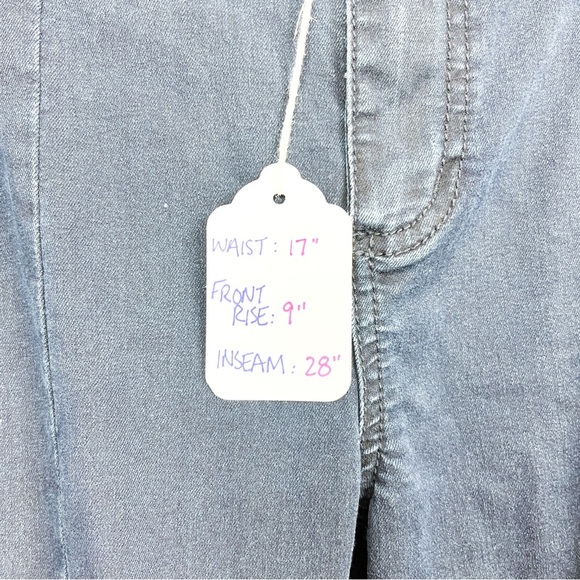 WAIST: 17"
FRONT
RISE: 9"
INSEAM: 28"